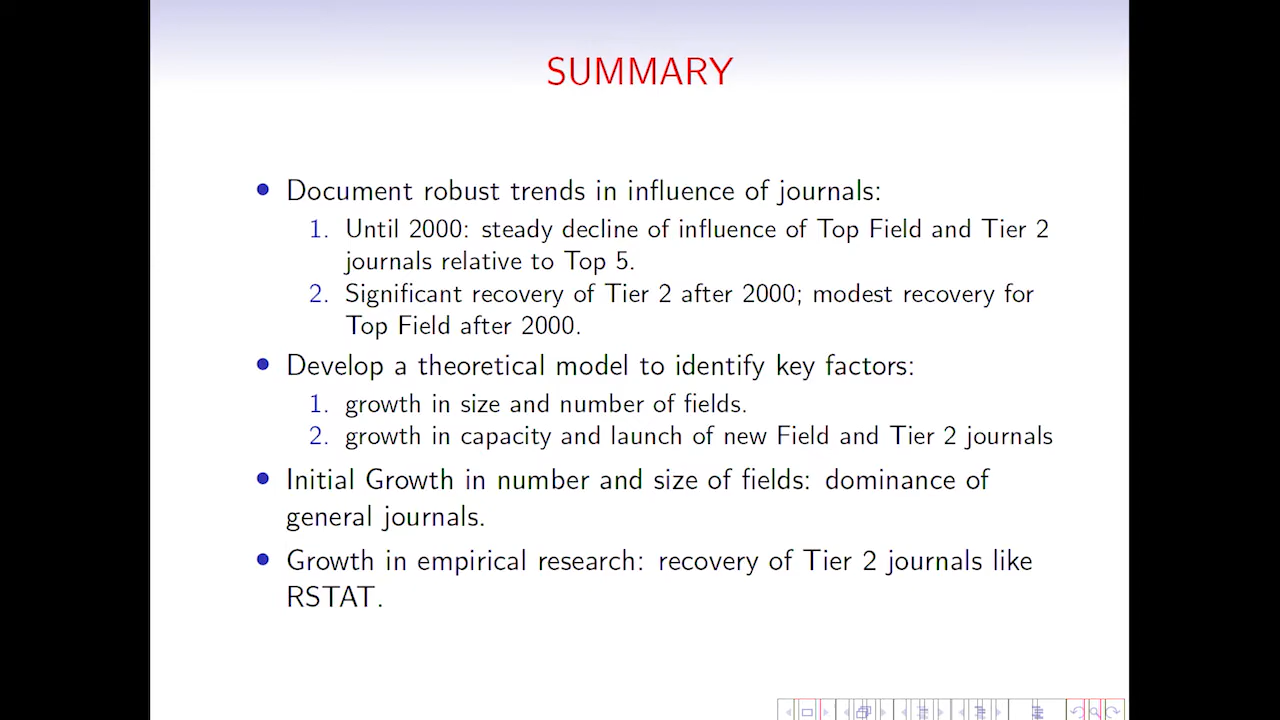 SUMMARY
• Document robust trends in influence of journals:
1. Until 2000: steady decline of influence of Top Field and Tier 2
journals relative to Top 5.
2. Significant recovery of Tier 2 after 2000; modest recovery for
Top Field after 2000.
• Develop a theoretical model to identify key factors:
1. growth in size and number of fields.
2. growth in capacity and launch of new Field and Tier 2 journals
• Initial Growth in number and size of fields: dominance of
general journals.
• Growth in empirical research: recovery of Tier 2 journals like
RSTAT.